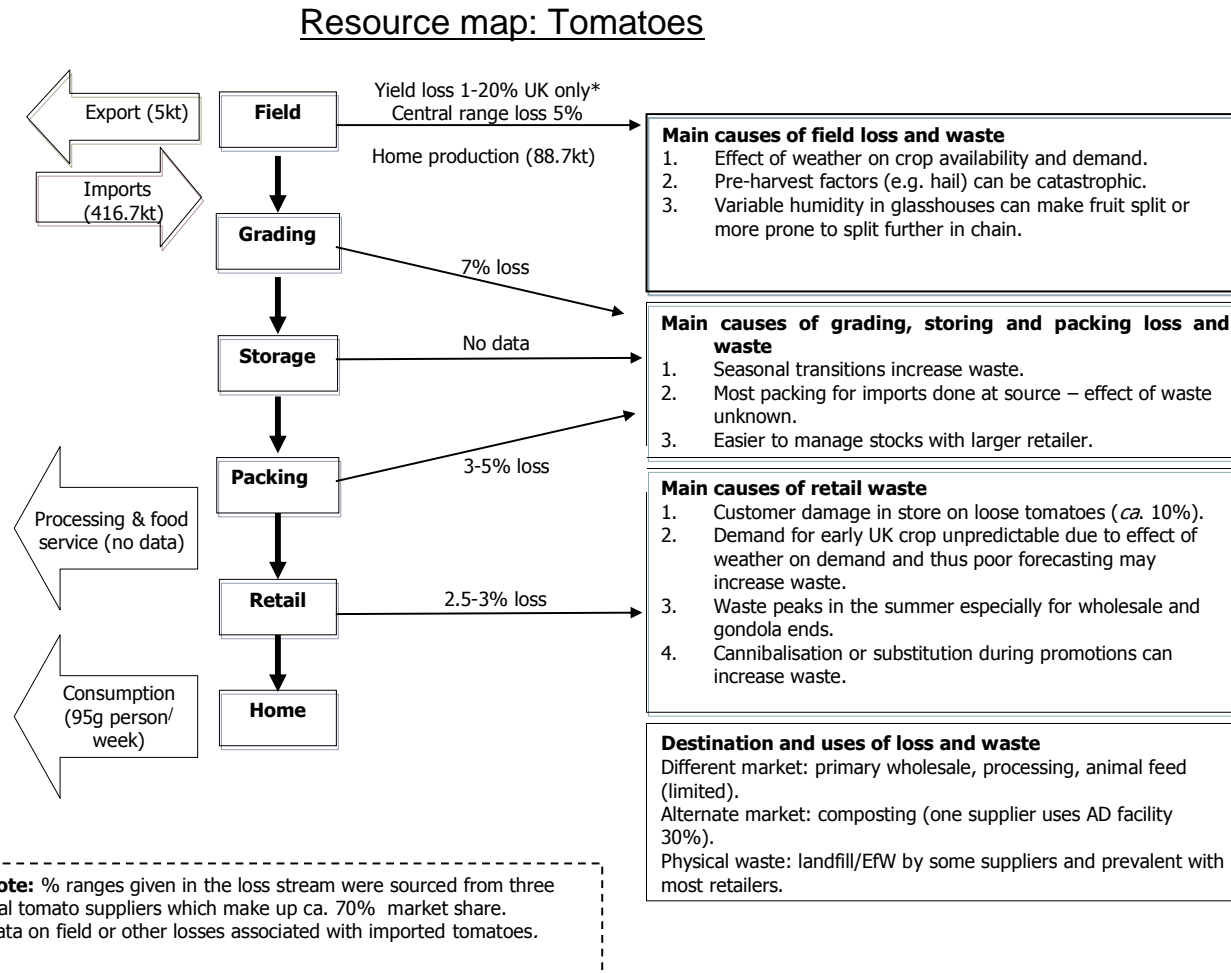 Resource map: Tomatoes
Export (5kt)
Field
Yield loss 1-20% UK only*
Central range loss 5%
Home production (88.7kt)
Imports
(416.7kt)
Grading
7% loss
Storage
No data
Packing
3-5% loss
Processing & food
service (no data)
Retail
2.5-3% loss
Consumption
(95g person/
week)
Home
Main causes of field loss and waste
1. Effect of weather on crop availability and demand.
2. Pre-harvest factors (e.g. hail) can be catastrophic.
3. Variable humidity in glasshouses can make fruit split or
more prone to split further in chain.
Main causes of grading, storing and packing loss and
waste
1. Seasonal transitions increase waste.
2. Most packing for imports done at source – effect of waste
unknown.
3. Easier to manage stocks with larger retailer.
Main causes of retail waste
1. Customer damage in store on loose tomatoes (ca. 10%).
2. Demand for early UK crop unpredictable due to effect of
weather on demand and thus poor forecasting may
increase waste.
3. Waste peaks in the summer especially for wholesale and
gondola ends.
4. Cannibalisation or substitution during promotions can
increase waste.
Destination and uses of loss and waste
Different market: primary wholesale, processing, animal feed
(limited).
Alternate market: composting (one supplier uses AD facility
30%).
Physical waste: landfill/EfW by some suppliers and prevalent with
most retailers.
% ranges given in the loss stream were sourced from three
tomato suppliers which make up ca. 70% market share.
on field or other losses associated with imported tomatoes.